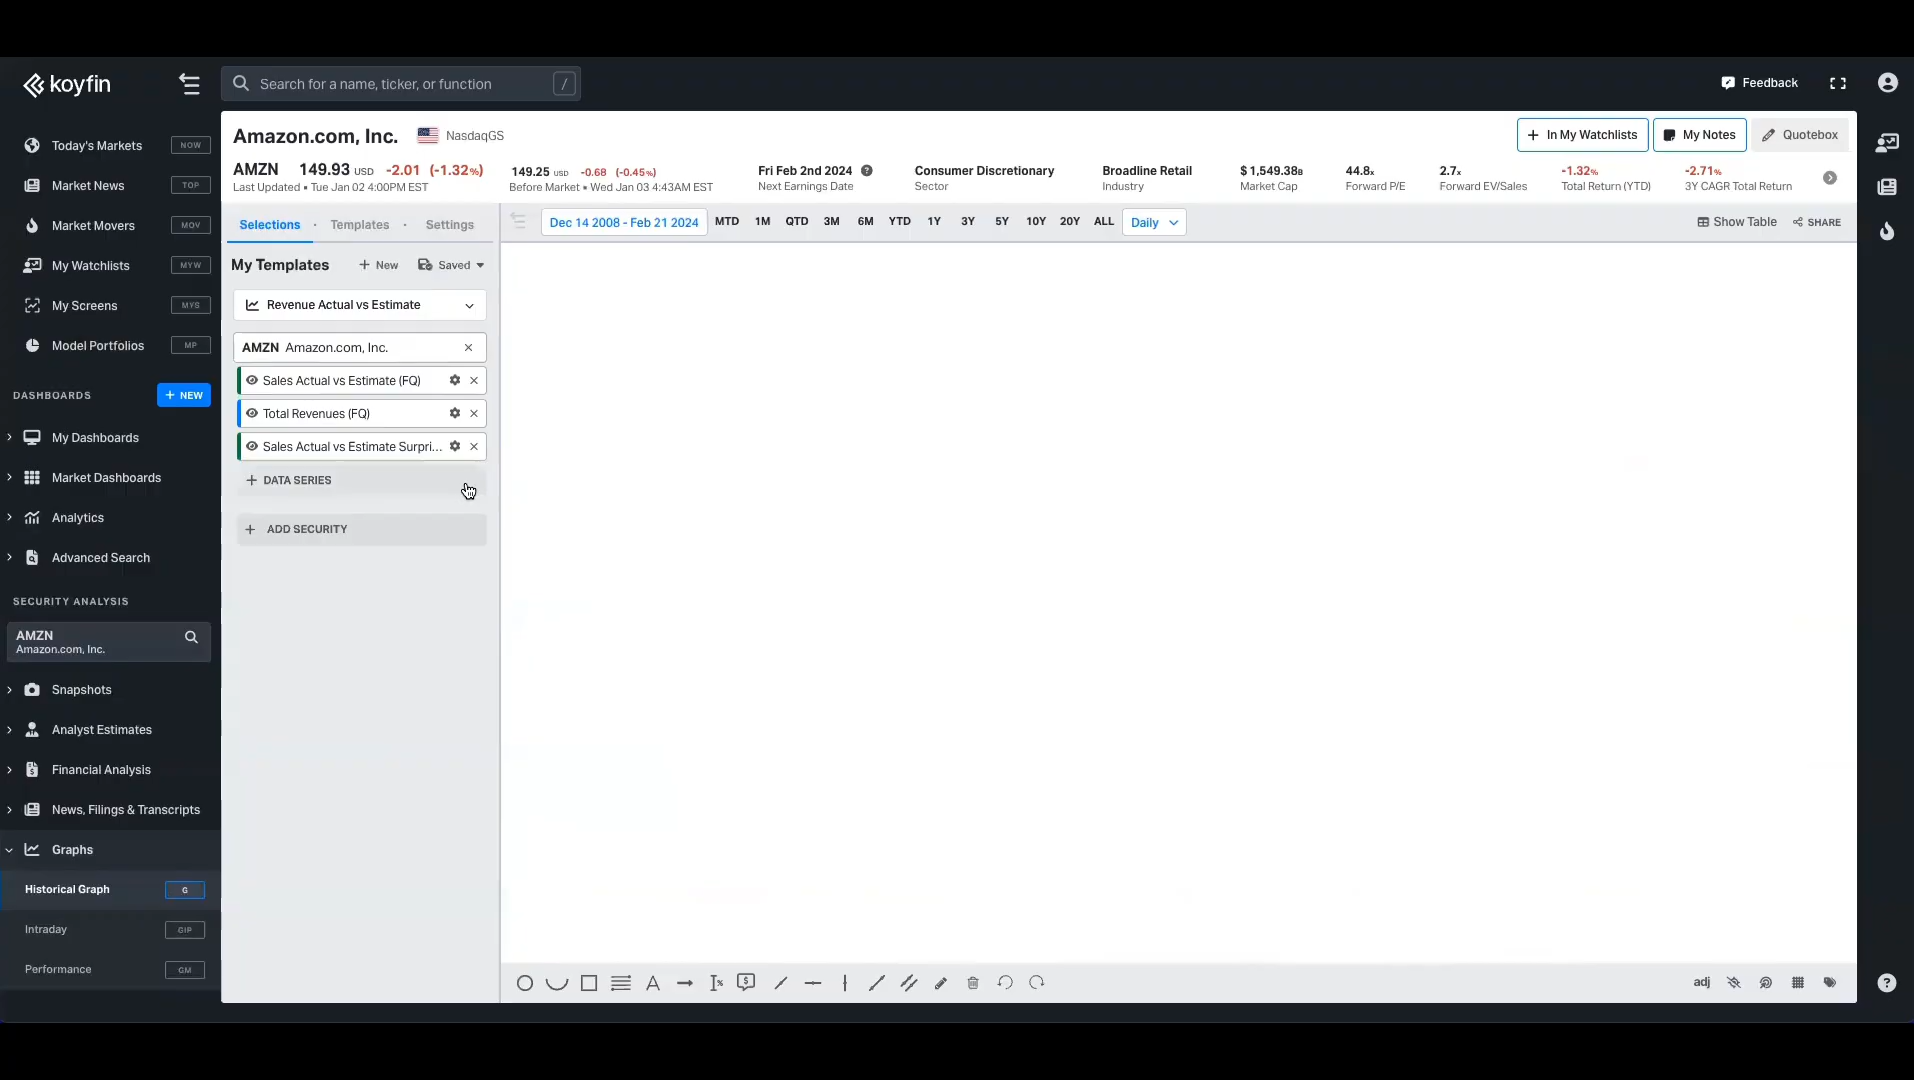 koyfin
Search for a name, ticker, or function /
Feedback
Today's Markets NOW
Market News TOP
Market Movers MOV
My Watchlists MYW
My Screens MYS
Model Portfolios MP
DASHBOARDS + NEW
My Dashboards
Market Dashboards
Analytics
Advanced Search
SECURITY ANALYSIS
AMZN
Amazon.com, Inc.
Snapshots
Analyst Estimates
Financial Analysis
News, Filings & Transcripts
Graphs
Historical Graph G
Intraday GIP
Performance GM
Amazon.com, Inc. NasdaqGS
+ In My Watchlists My Notes Quotebox
AMZN 149.93 USD -2.01 (-1.32%) 149.25 USD -0.68 (-0.45%) Fri Feb 2nd 2024 ? Consumer Discretionary Broadline Retail $ 1,549.38B 44.8x 2.7x -1.32% -2.71%
Last Updated • Tue Jan 02 4:00PM EST Before Market • Wed Jan 03 4:43AM EST Next Earnings Date Sector Industry Market Cap Forward P/E Forward EV/Sales Total Return (YTD) 3Y CAGR Total Return
Selections · Templates · Settings
Dec 14 2008 - Feb 21 2024 MTD 1M QTD 3M 6M YTD 1Y 3Y 5Y 10Y 20Y ALL Daily Show Table SHARE
My Templates + New Saved
Revenue Actual vs Estimate
AMZN Amazon.com, Inc.
Sales Actual vs Estimate (FQ)
Total Revenues (FQ)
Sales Actual vs Estimate Surpri...
+ DATA SERIES
+ ADD SECURITY
adj
?